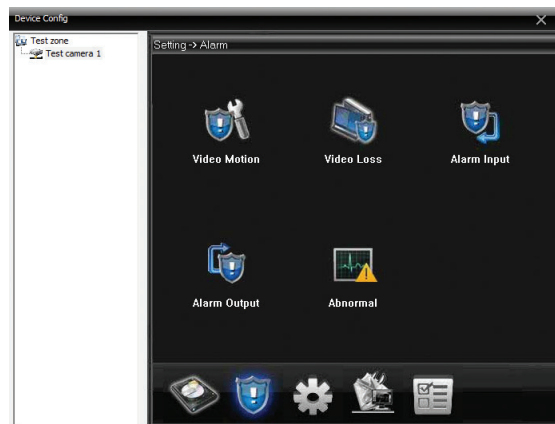 Device Config
Test zone
Test camera 1
Setting -> Alarm
Video Motion
Video Loss
Alarm Input
Alarm Output
Abnormal